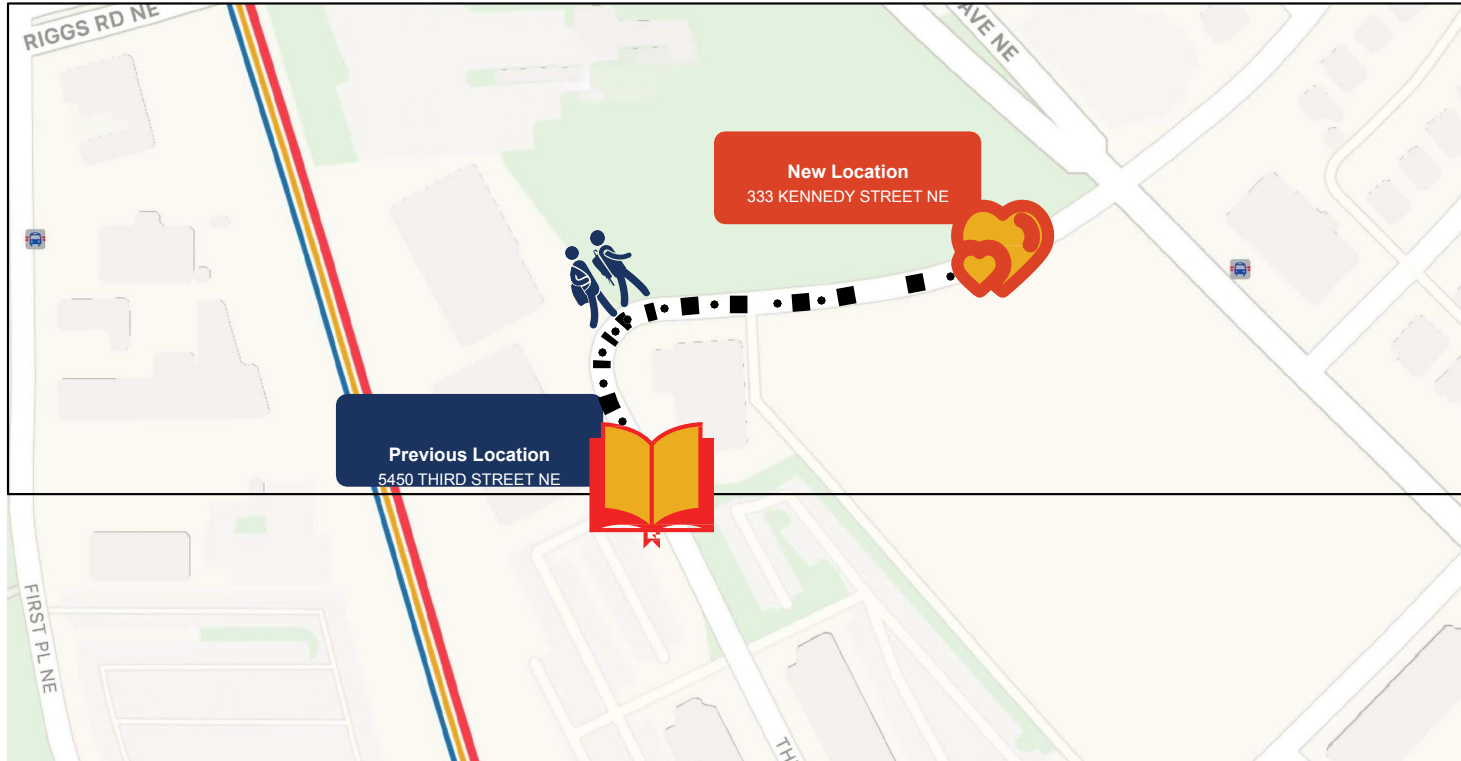 RIGGS RD NE
AVE NE
New Location
333 KENNEDY STREET NE
Previous Location
5450 THIRD STREET NE
FIRST PL NE